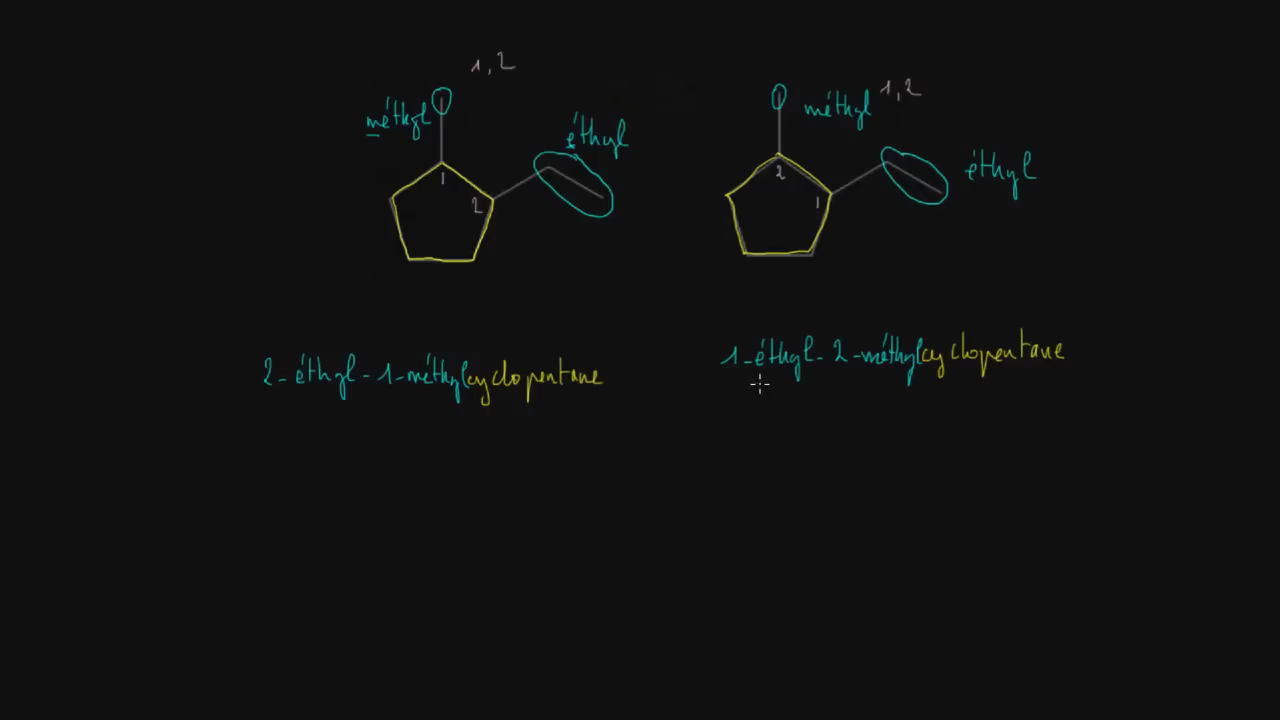 1,2
méthyl
éthyl
1
2
2-éthyl-1-méthylcyclopentane
1,2
méthyl
éthyl
2
1
1-éthyl-2-méthylcyclopentane